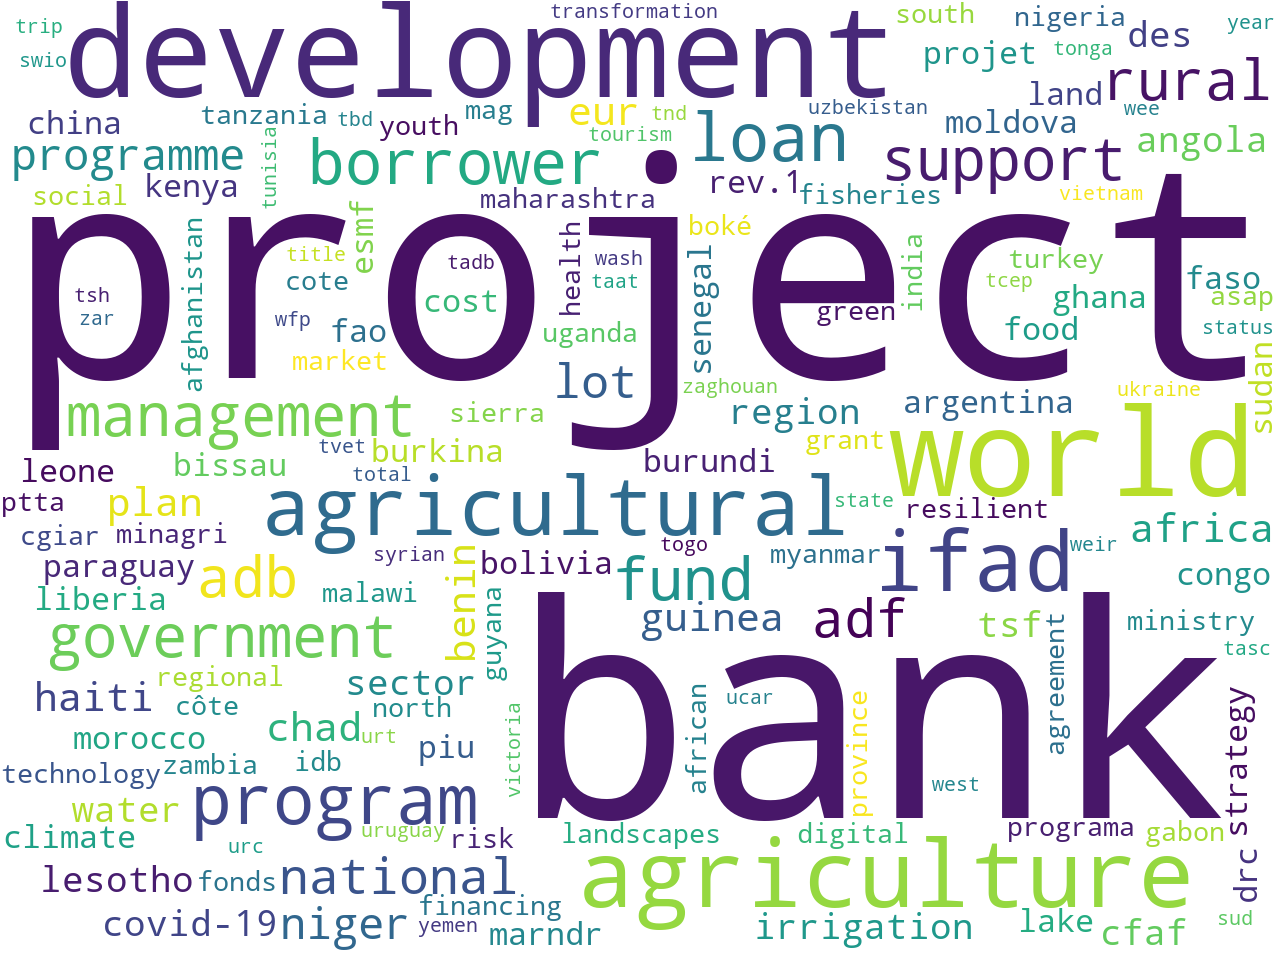 transformation
south
nigeria
year
trip
development
des
swio
projet
tonga
rural
land
china
tanzania
tbd
youth
mag
eur
tnd
tourism
loan
uzbekistan
moldova
wee
angola
programme
tunisia
borrower
support
social
kenya
maharashtra
rev.1
fisheries
vietnam
project
afghanistan
esmf
title
cote
tadb
health
wash
taat
boké
senegal
india
turkey
tcep
faso
ghana
asap
tsh
zar
wfp
fao
cost
green
food
status
uganda
market
lot
zaghouan
ukraine
sudan
management
sierra
region
argentina
world
tvet
burkina
grant
leone
bissau
total
burundi
ptta
plan
agricultural
state
resilient
cgiar
minagri
africa
syrian
togo
myanmar
ifad
weir
paraguay
adb
benin
bolivia
fund
congo
liberia
malawi
guyana
guinea
adf
tsf
agreement
ministry
government
tasc
regional
sector
bank
haiti
côte
north
african
ucar
province
strategy
chad
urt
victoria
morocco
piu
technology
zambia
idb
west
water
program
climate
urc
uruguay
risk
landscapes
digital
programa
gabon
agriculture
drc
lesotho
fonds
national
covid-19
niger
financing
yemen
marndr
irrigation
lake
cfaf
sud